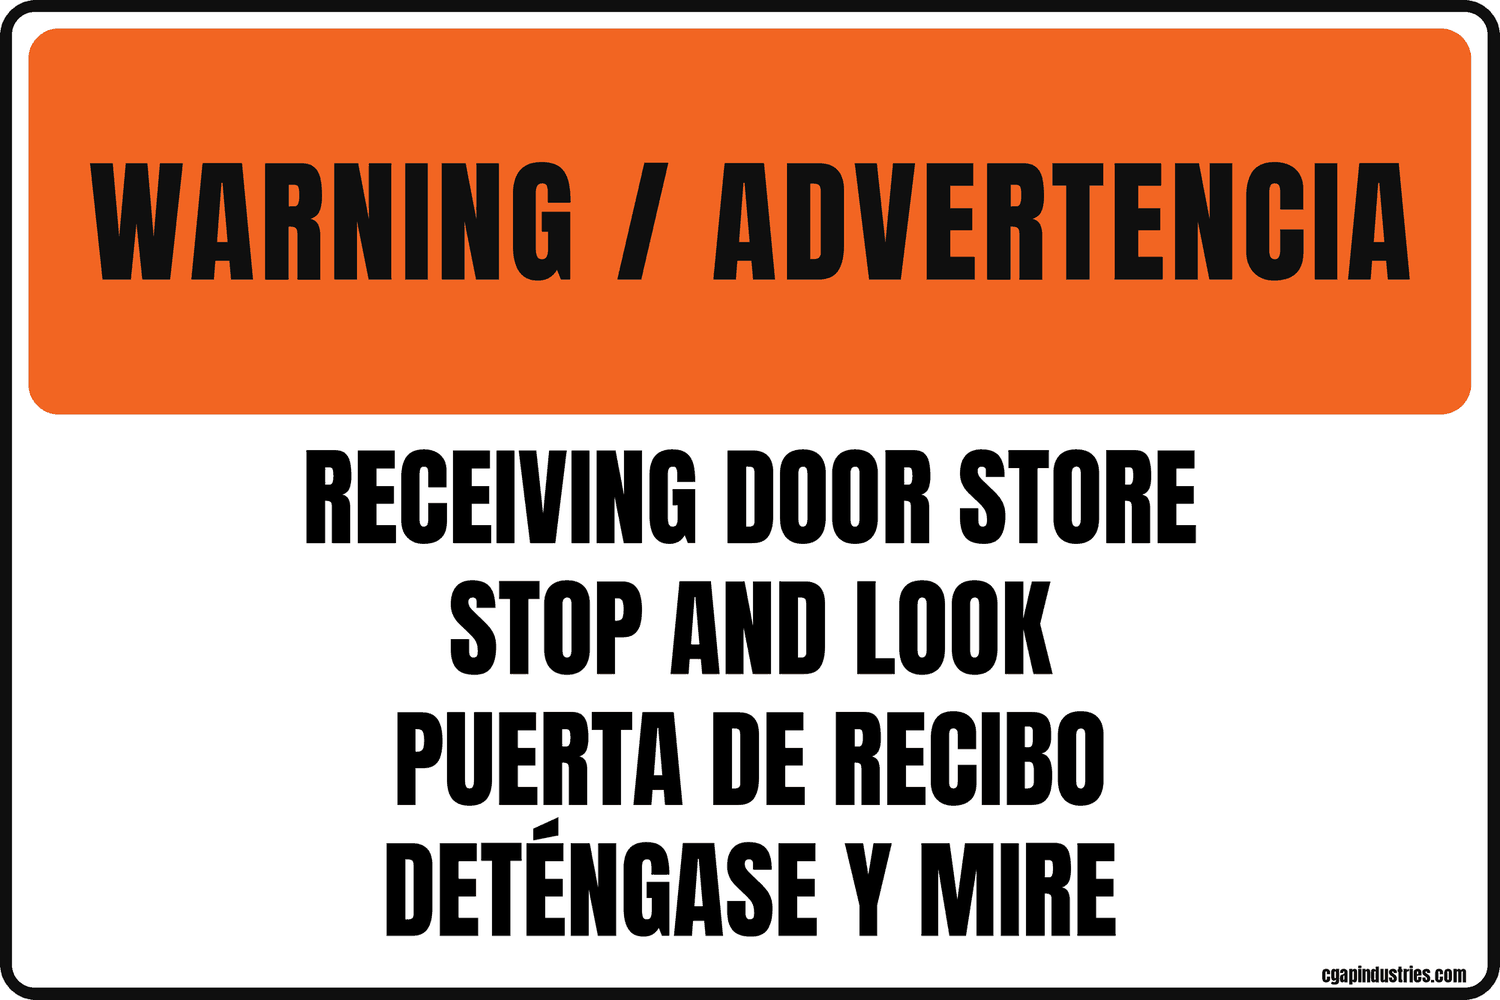 WARNING / ADVERTENCIA
RECEIVING DOOR STORE
STOP AND LOOK
PUERTA DE RECIBO
DETÉNGASE Y MIRE
cgapindustries.com